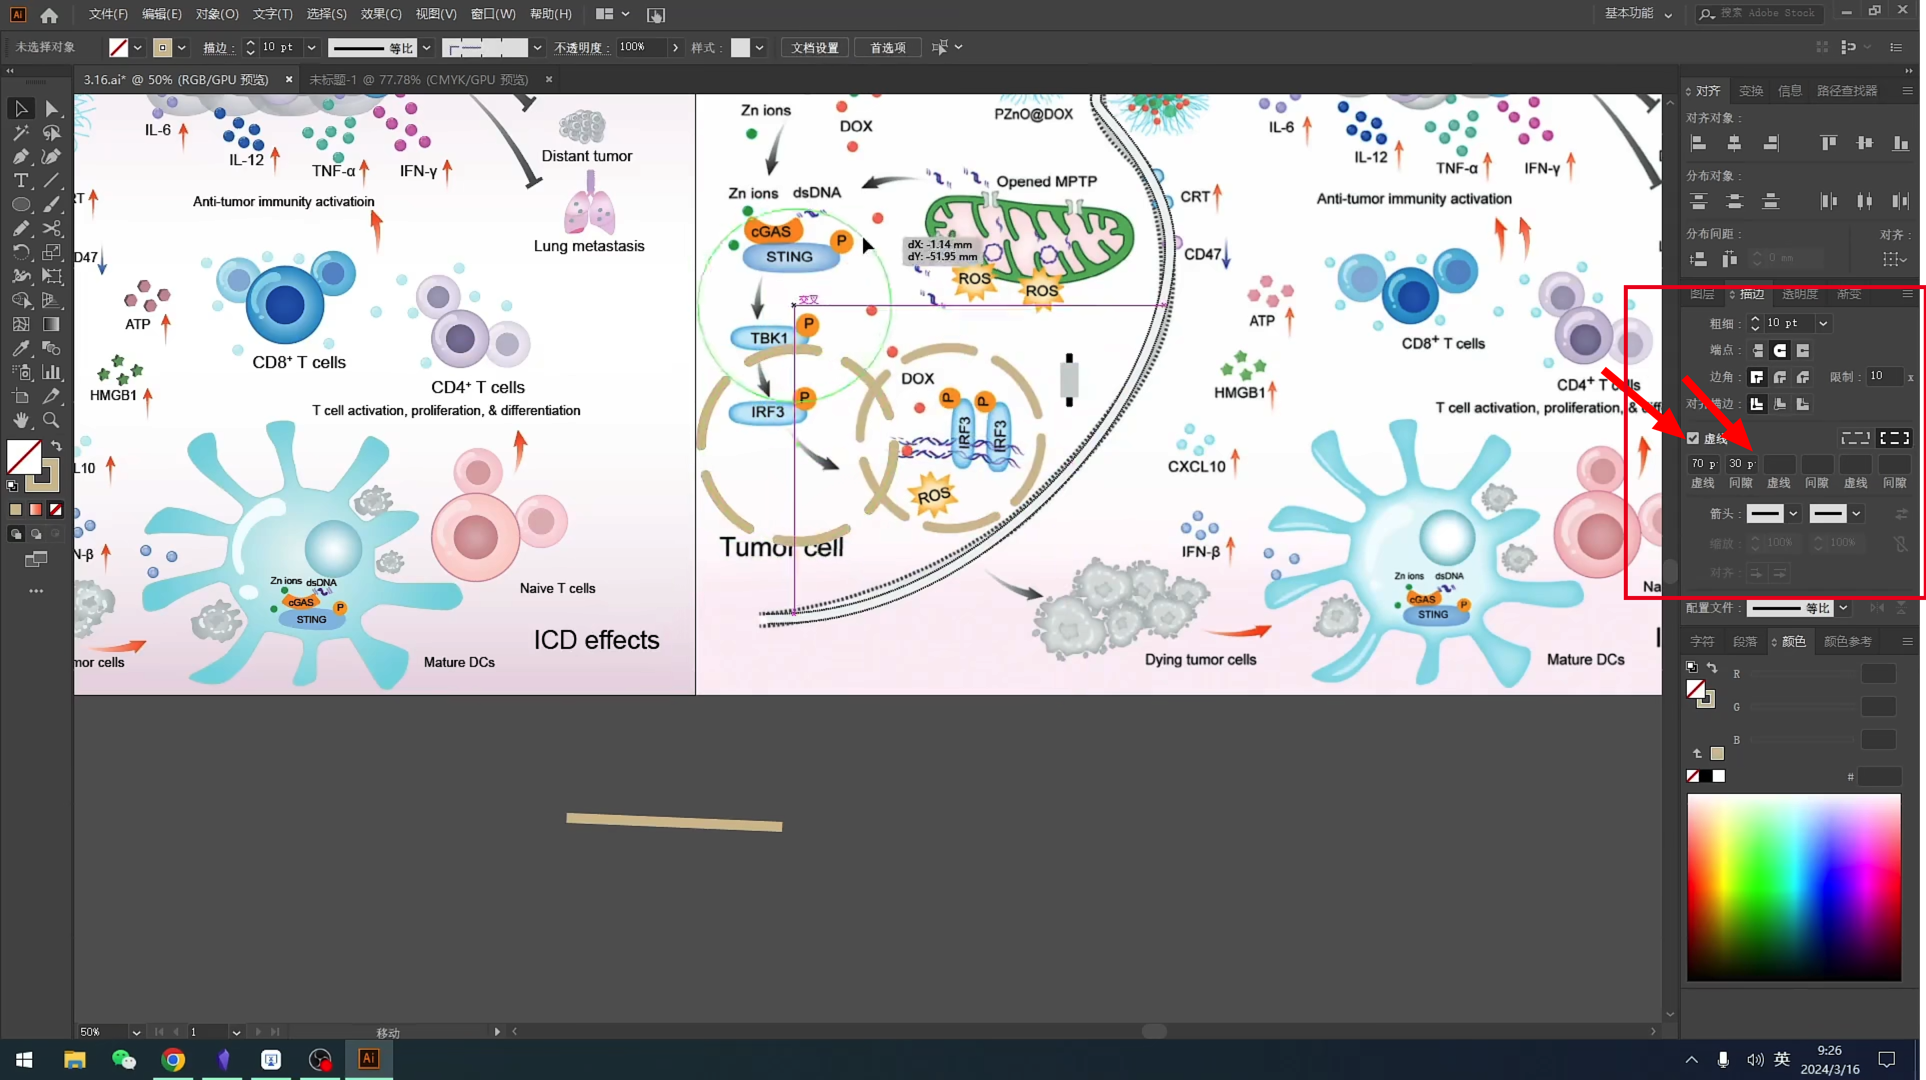 文件(F) 编辑(E) 对象(O) 文字(T) 选择(S) 效果(C) 视图(V) 窗口(W) 帮助(H)
基本功能
搜索 Adobe Stock
未选择对象
描边：
10 pt
等比
不透明度：
100%
样式：
文档设置
首选项
3.16.ai* @ 50% (RGB/GPU 预览)
未标题-1 @ 77.78% (CMYK/GPU 预览)
IL-6
IL-12
TNF-α
IFN-γ
Distant tumor
Anti-tumor immunity activatioin
Lung metastasis
D47
ATP
CD8+ T cells
CD4+ T cells
HMGB1
T cell activation, proliferation, & differentiation
L10
Naive T cells
Zn ions
dsDNA
cGAS
P
STING
ICD effects
mor cells
Mature DCs
Zn ions
DOX
PZnO@DOX
Zn ions
dsDNA
Opened MPTP
cGAS
P
STING
dX: -1.14 mm
dY: -51.95 mm
ROS
ROS
交叉
P
TBK1
P
IRF3
DOX
P
P
IRF3
IRF3
ROS
Tumor cell
IL-6
IL-12
TNF-α
IFN-γ
CRT
Anti-tumor immunity activation
CD47
ATP
CD8+ T cells
HMGB1
CD4+ T cells
T cell activation, proliferation, &
CXCL10
IFN-β
Na
Zn ions
dsDNA
cGAS
P
STING
Dying tumor cells
Mature DCs
对齐
变换
信息
路径查找器
对齐对象：
分布对象：
分布间距：
对齐：
0 mm
图层
描边
透明度
渐变
粗细：
10 pt
端点：
边角：
限制：
10
x
对齐描边：
虚线
70 p
30 p
虚线
间隙
虚线
间隙
虚线
间隙
箭头：
缩放：
100%
100%
对齐：
配置文件：
等比
字符
段落
颜色
颜色参考
R
G
B
#
50%
1
移动
Ai
英
9:26
2024/3/16